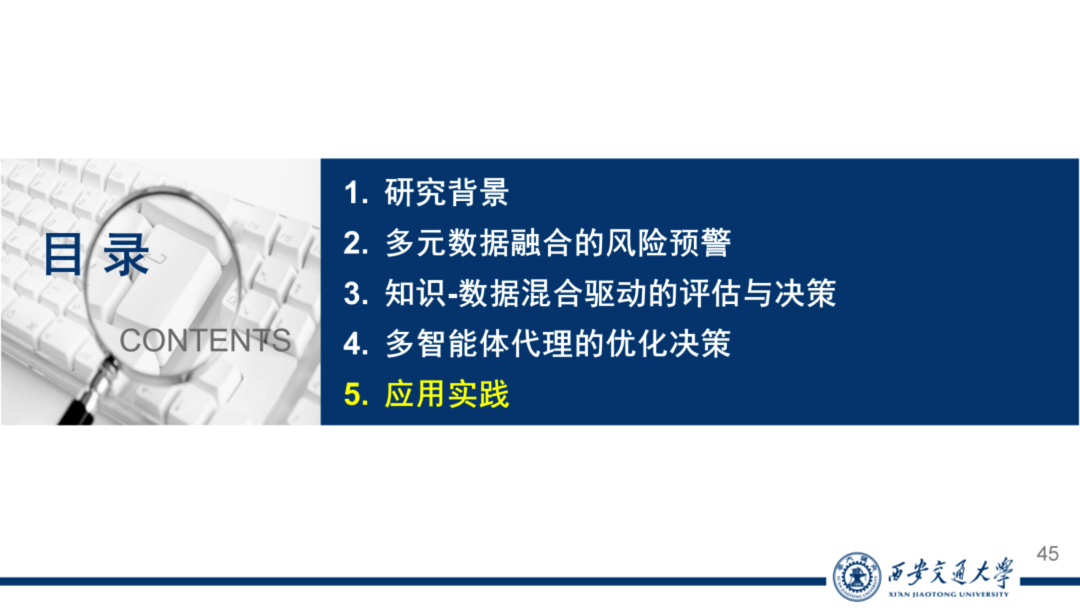 目 录
CONTENTS
1. 研究背景
2. 多元数据融合的风险预警
3. 知识-数据混合驱动的评估与决策
4. 多智能体代理的优化决策
5. 应用实践
45
西安交通大学
XI'AN JIAOTONG UNIVERSITY